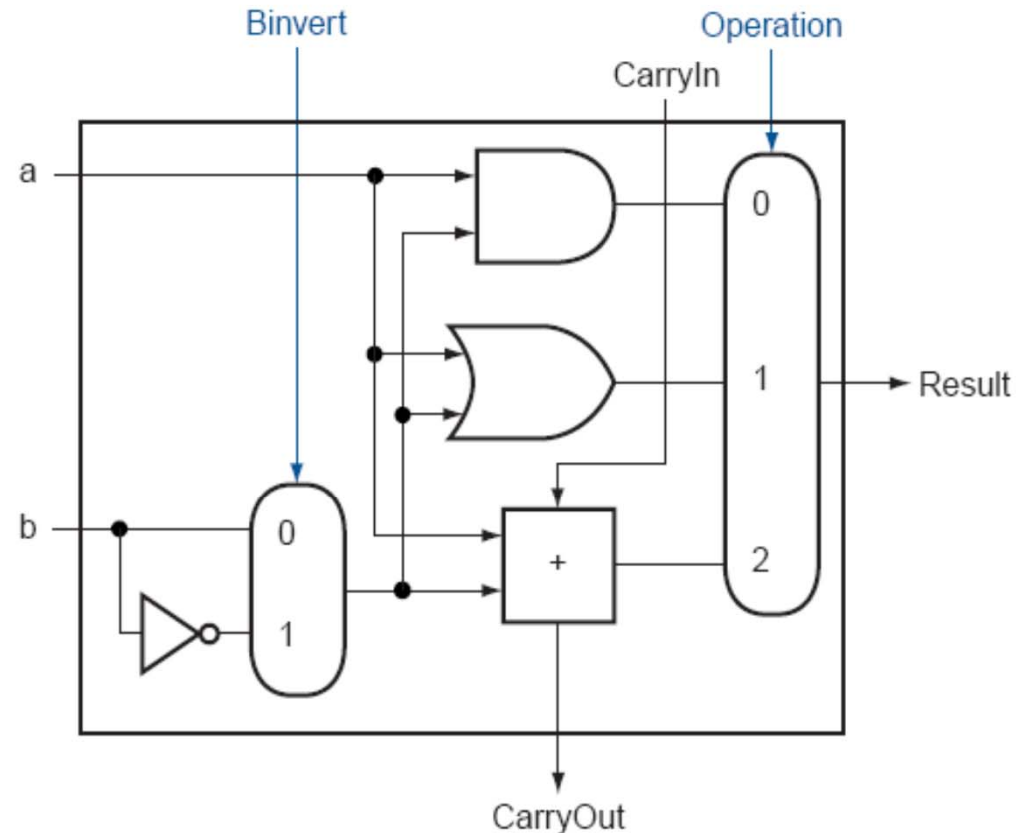 Binvert
Operation
CarryIn
a
0
1
Result
b
0
+
2
1
CarryOut